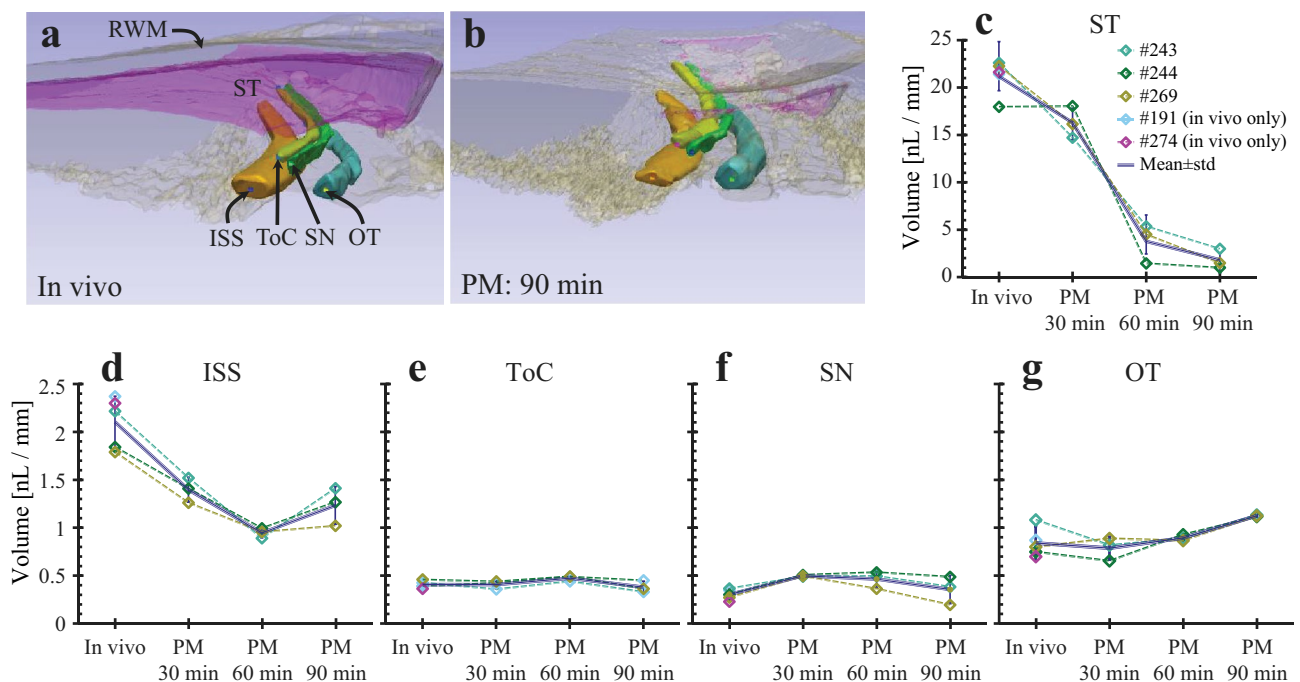 a
RWM
ST
ISS ToC SN OT
In vivo
b
PM: 90 min
c ST
Volume [nL / mm]
25
20
15
10
5
0
#243
#244
#269
#191 (in vivo only)
#274 (in vivo only)
Mean±std
In vivo PM PM PM
30 min 60 min 90 min
d ISS
Volume [nL / mm]
2.5
2
1.5
1
0.5
0
In vivo PM PM PM
30 min 60 min 90 min
e ToC
In vivo PM PM PM
30 min 60 min 90 min
f SN
In vivo PM PM PM
30 min 60 min 90 min
g OT
In vivo PM PM PM
30 min 60 min 90 min